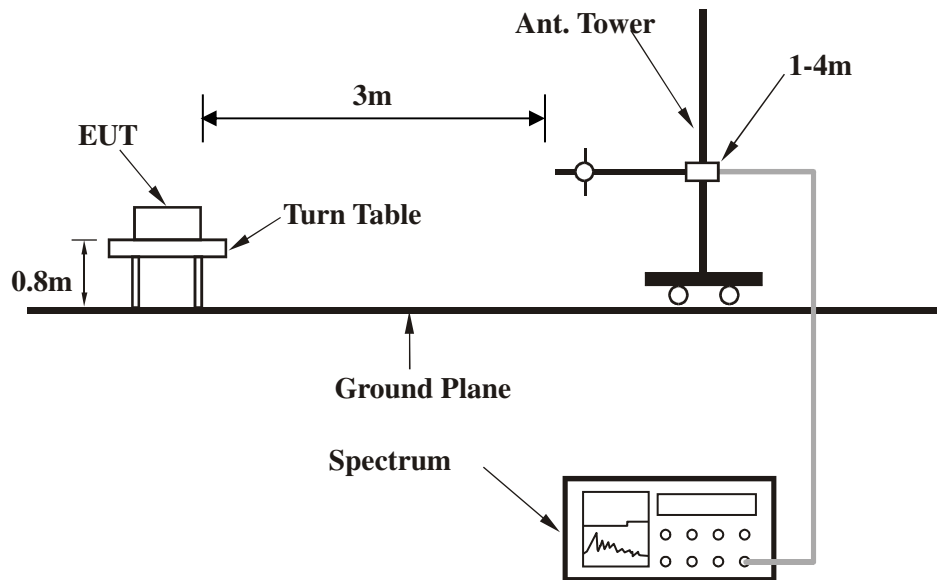 Ant. Tower
1-4m
3m
EUT
Turn Table
0.8m
Ground Plane
Spectrum